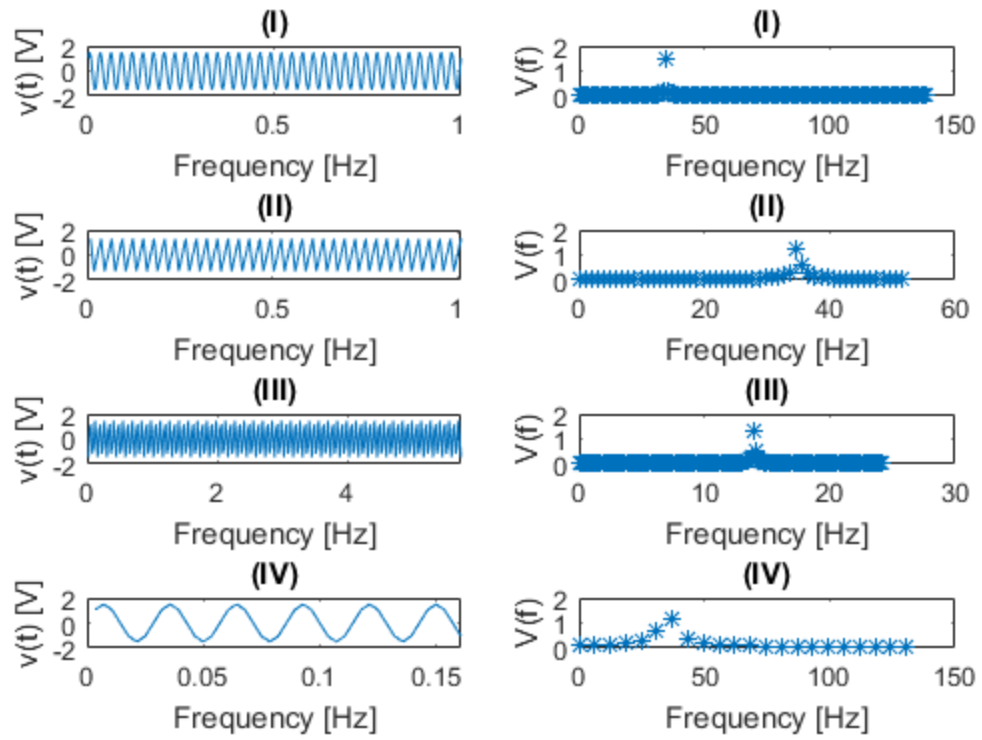 (I)
v(t) [V]
2
0
-2
0
0.5
1
Frequency [Hz]
(I)
V(f)
2
1
0
0
50
100
150
Frequency [Hz]
(II)
v(t) [V]
2
0
-2
0
0.5
1
Frequency [Hz]
(II)
V(f)
2
1
0
0
20
40
60
Frequency [Hz]
(III)
v(t) [V]
2
0
-2
0
2
4
Frequency [Hz]
(III)
V(f)
2
1
0
0
10
20
30
Frequency [Hz]
(IV)
v(t) [V]
2
0
-2
0
0.05
0.1
0.15
Frequency [Hz]
(IV)
V(f)
2
1
0
0
50
100
150
Frequency [Hz]